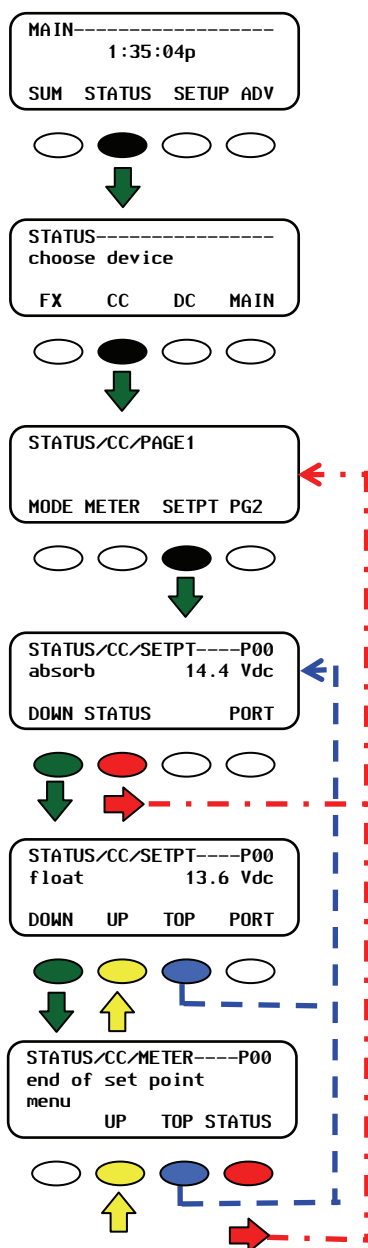 MAIN-------------------
1:35:04p
SUM STATUS SETUP ADV
STATUS-----------------
choose device
FX CC DC MAIN
STATUS/CC/PAGE1
MODE METER SETPT PG2
STATUS/CC/SETPT----P00
absorb 14.4 Vdc
DOWN STATUS PORT
STATUS/CC/SETPT----P00
float 13.6 Vdc
DOWN UP TOP PORT
STATUS/CC/METER----P00
end of set point
menu
UP TOP STATUS